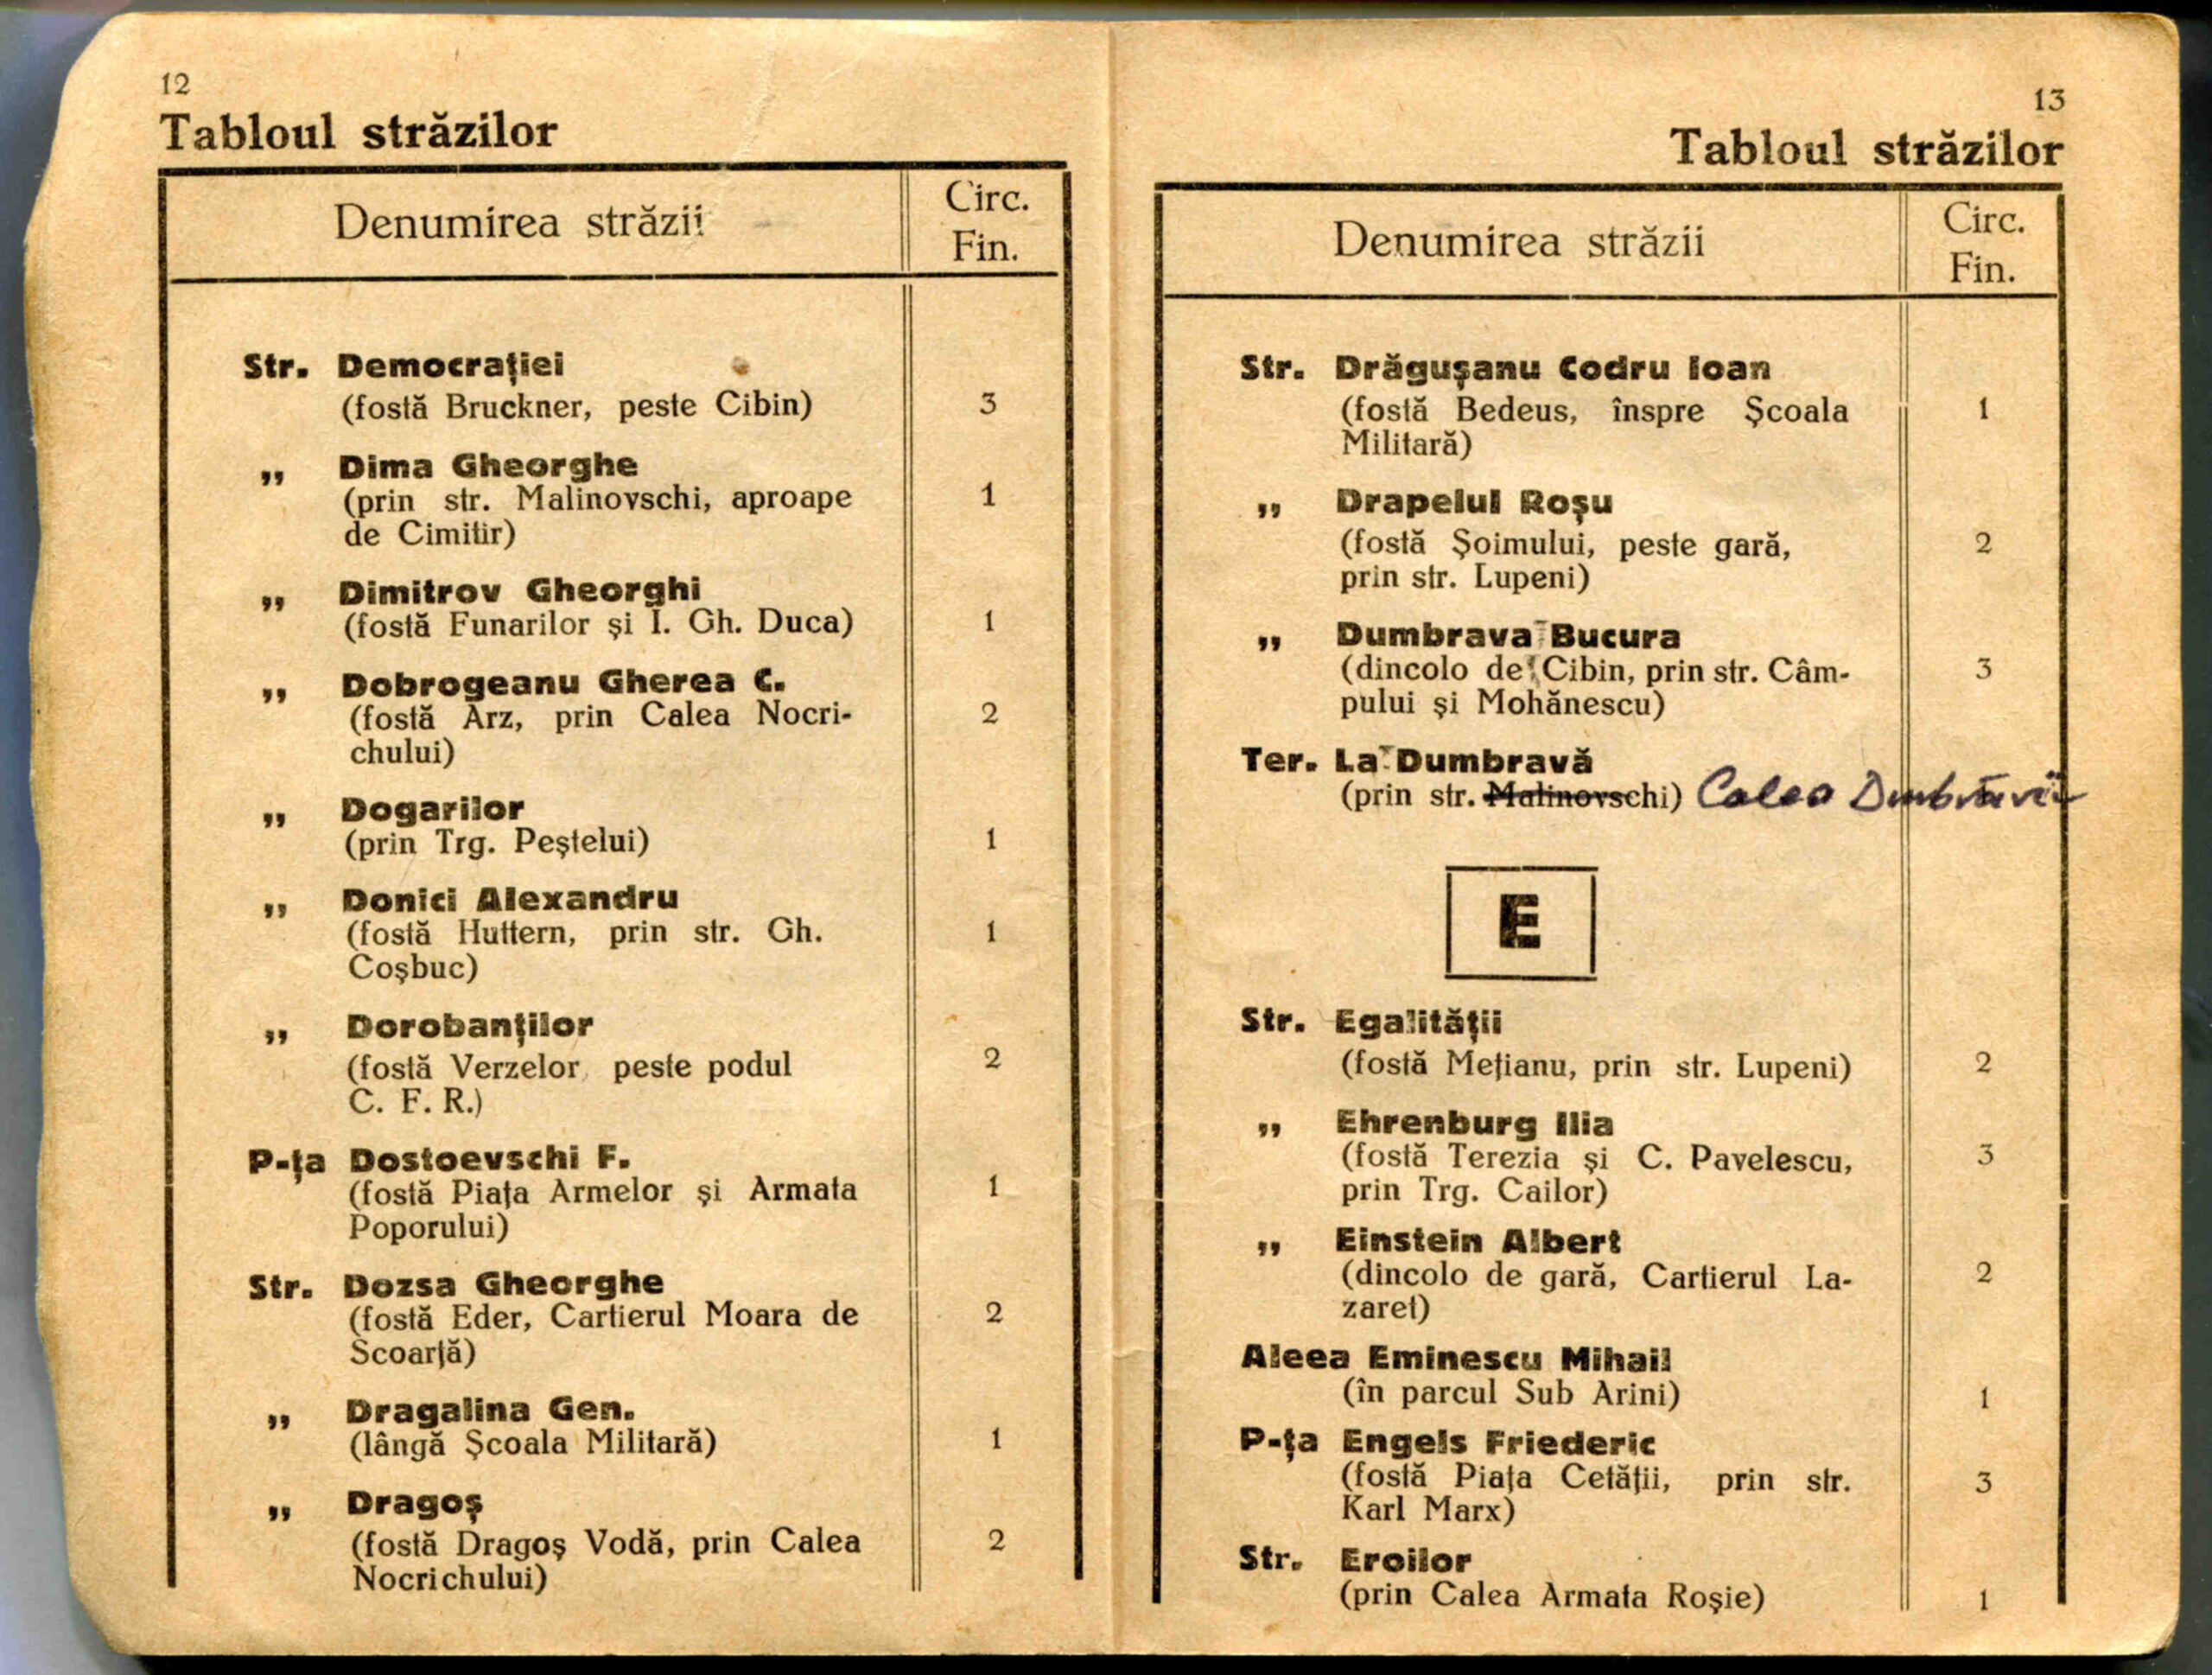 12
Tabloul străzilor
Denumirea străzii
Circ.
Fin.
Str. Democrației
(fostă Bruckner, peste Cibin) 3
„ Dima Gheorghe
(prin str. Malinovschi, aproape 1
de Cimitir)
„ Dimitrov Gheorghi
(fostă Funarilor și I. Gh. Duca) 1
„ Dobrogeanu Gherea C.
(fostă Arz, prin Calea Nocri- 2
chului)
„ Dogarilor
(prin Trg. Peștelui) 1
„ Donici Alexandru
(fostă Huttern, prin str. Gh. 1
Coșbuc)
„ Dorobanților
(fostă Verzelor, peste podul 2
C. F. R.)
P-ța Dostoevschi F.
(fostă Piața Armelor și Armata 1
Poporului)
Str. Dozsa Gheorghe
(fostă Eder, Cartierul Moara de 2
Scoarță)
„ Dragalina Gen.
(lângă Școala Militară) 1
„ Dragoș
(fostă Dragoș Vodă, prin Calea 2
Nocrichului)
13
Tabloul străzilor
Denumirea străzii
Circ.
Fin.
Str. Drăgușanu Codru Ioan
(fostă Bedeus, înspre Școala 1
Militară)
„ Drapelul Roșu
(fostă Șoimului, peste gară, 2
prin str. Lupeni)
„ Dumbrava Bucura
(dincolo de Cibin, prin str. Câm- 3
pului și Mohănescu)
Ter. La Dumbravă
(prin str. Malinovschi) Calea Dumbrăvii
E
Str. Egalității
(fostă Mețianu, prin str. Lupeni) 2
„ Ehrenburg Ilia
(fostă Terezia și C. Pavelescu, 3
prin Trg. Cailor)
„ Einstein Albert
(dincolo de gară, Cartierul La- 2
zaret)
Aleea Eminescu Mihail
(în parcul Sub Arini) 1
P-ța Engels Friederic
(fostă Piața Cetății, prin str. 3
Karl Marx)
Str. Eroilor
(prin Calea Armata Roșie) 1